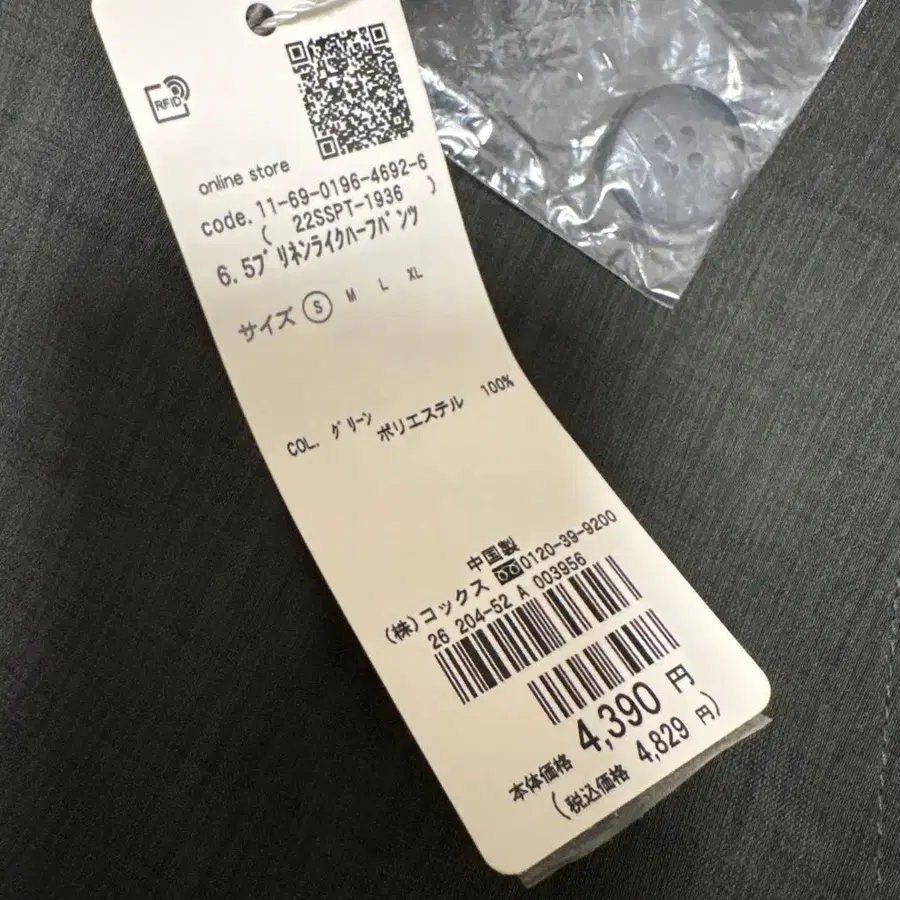 RFID
online store
code. 11-69-0196-4692-6
( 22SSPT-1936 )
6.5ﾌﾞ ﾘﾈﾝﾗｲｸﾊｰﾌﾊﾟﾝﾂ
サイズ S M L XL
COL. ｸﾞﾘｰﾝ ポリエステル 100%
中国製
(株)コックス 0120-39-9200
26 204-52 A 003956
本体価格 4,390 円
(税込価格 4,829 円)